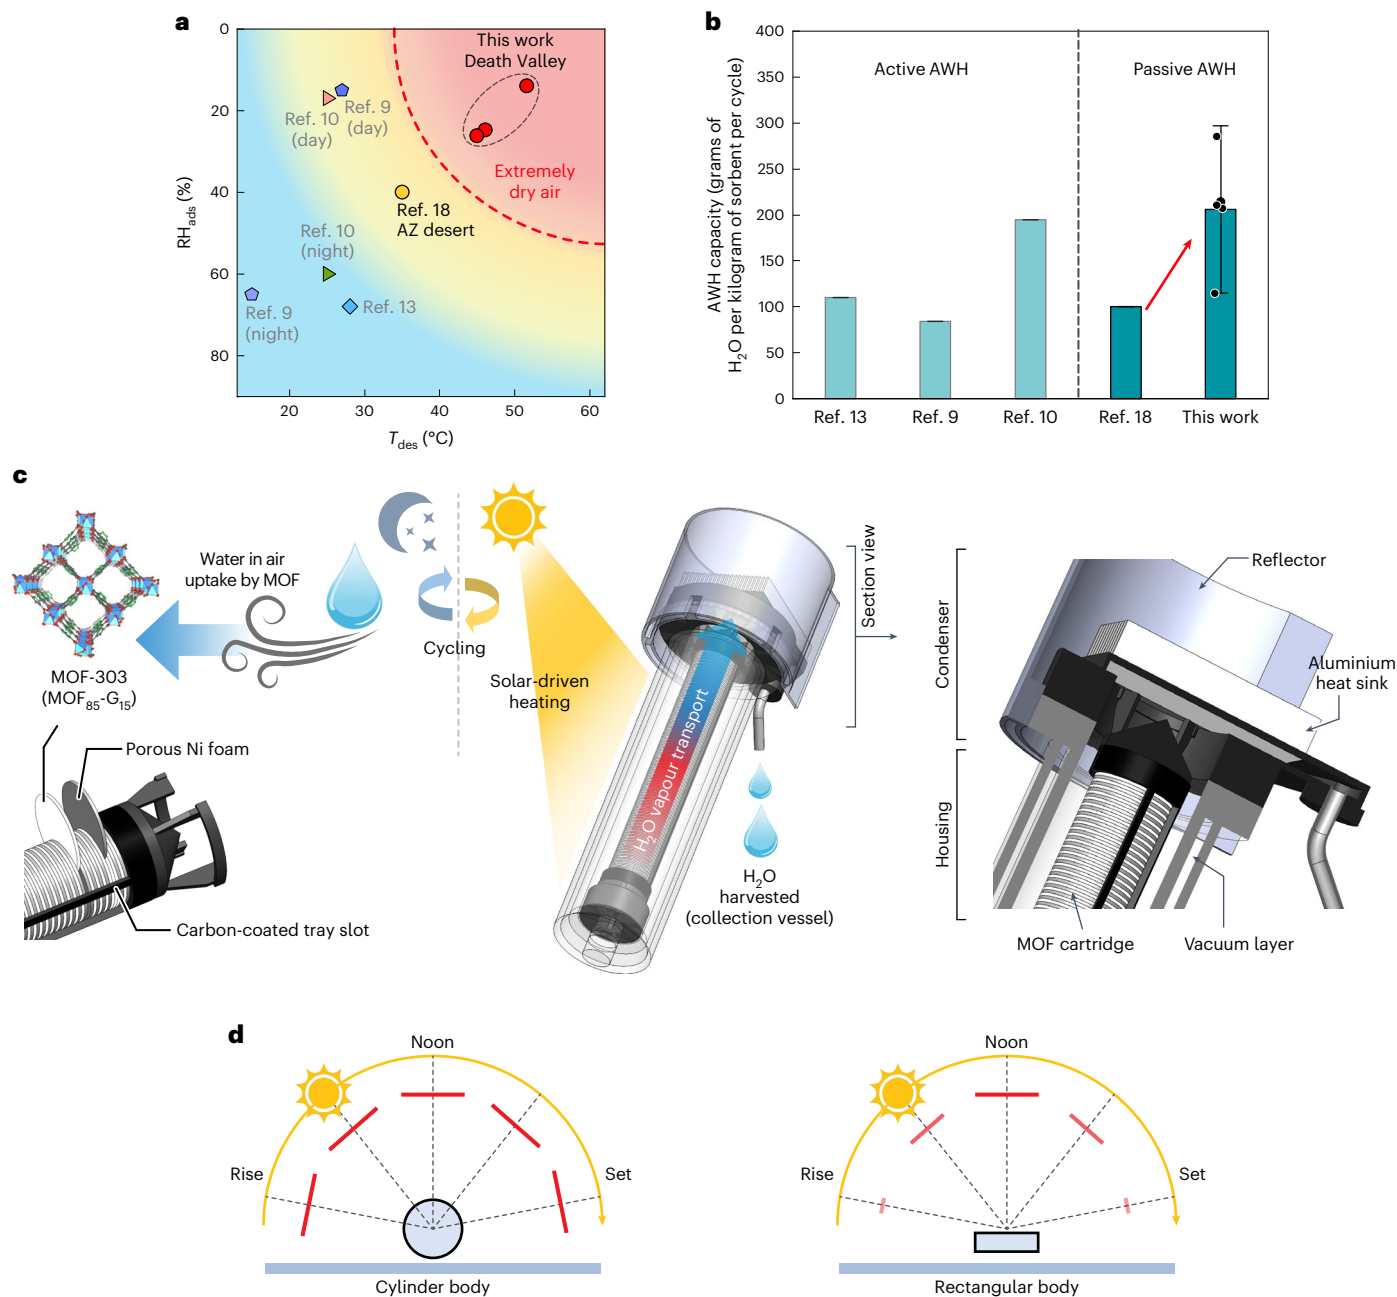 a
0
20
40
60
80
RHads (%)
20
30
40
50
60
Tdes (°C)
This work
Death Valley
Ref. 10
(day)
Ref. 9
(day)
Extremely
dry air
Ref. 18
AZ desert
Ref. 10
(night)
Ref. 9
(night)
Ref. 13
b
400
350
300
250
200
150
100
50
0
AWH capacity (grams of
H2O per kilogram of sorbent per cycle)
Active AWH
Passive AWH
Ref. 13
Ref. 9
Ref. 10
Ref. 18
This work
c
Water in air
uptake by MOF
MOF-303
(MOF85-G15)
Porous Ni foam
Carbon-coated tray slot
Cycling
Solar-driven
heating
H2O vapour transport
H2O
harvested
(collection vessel)
Section view
Condenser
Housing
Reflector
Aluminium
heat sink
MOF cartridge
Vacuum layer
d
Noon
Rise
Set
Cylinder body
Noon
Rise
Set
Rectangular body